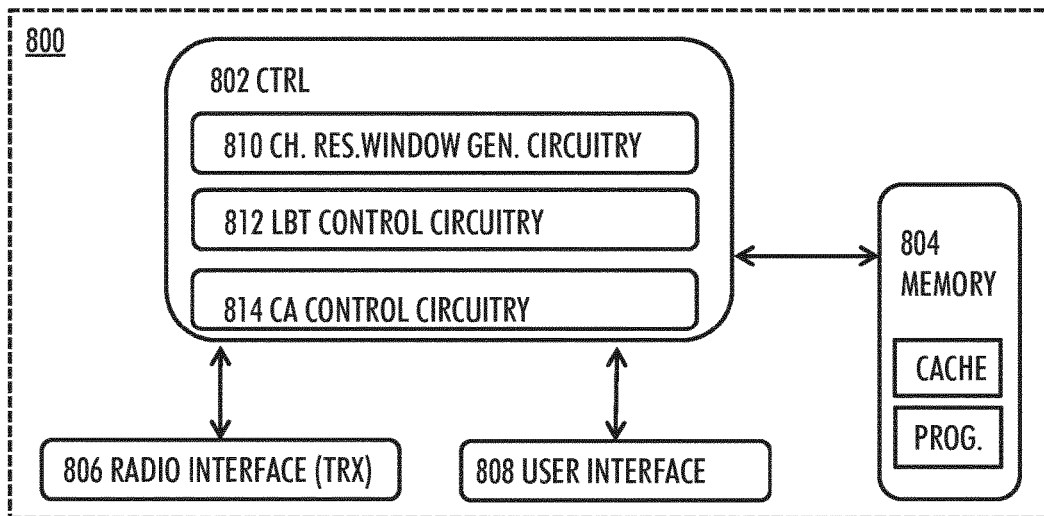 800
802 CTRL
810 CH. RES.WINDOW GEN. CIRCUITRY
812 LBT CONTROL CIRCUITRY
814 CA CONTROL CIRCUITRY
804
MEMORY
CACHE
PROG.
806 RADIO INTERFACE (TRX)
808 USER INTERFACE